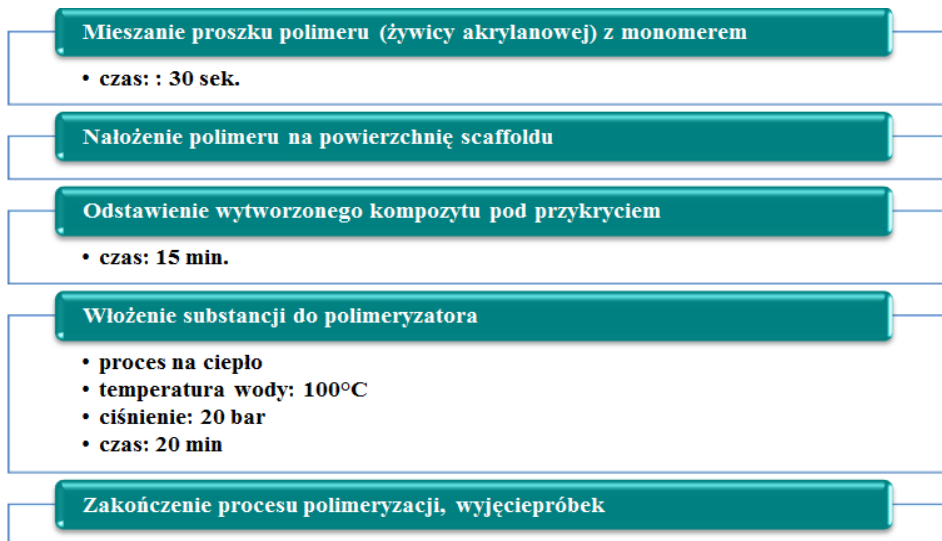 Mieszanie proszku polimeru (żywicy akrylanowej) z monomerem
• czas: : 30 sek.
Nałożenie polimeru na powierzchnię scaffoldu
Odstawienie wytworzonego kompozytu pod przykryciem
• czas: 15 min.
Włożenie substancji do polimeryzatora
• proces na ciepło
• temperatura wody: 100°C
• ciśnienie: 20 bar
• czas: 20 min
Zakończenie procesu polimeryzacji, wyjęciepróbek